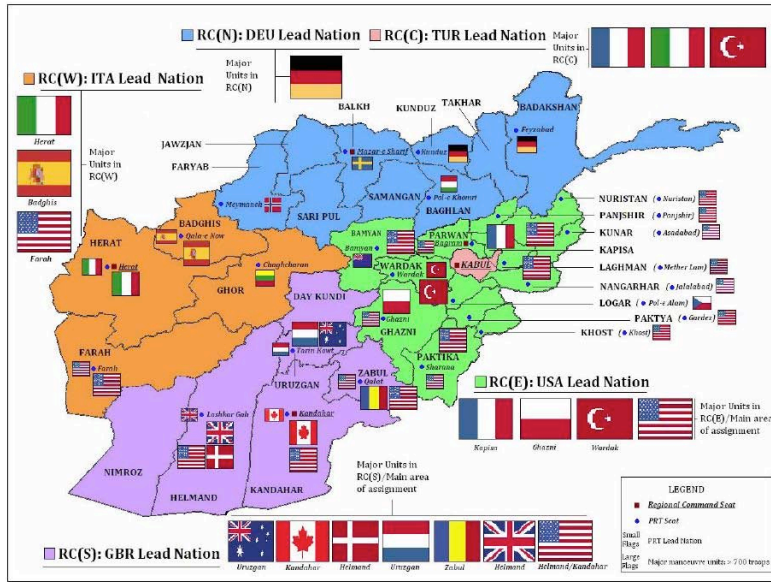 RC(N): DEU Lead Nation
Major
Units in
RC(N)
RC(C): TUR Lead Nation
Major
Units in
RC(C)
RC(W): ITA Lead Nation
Herat
Badghis
Farah
Major
Units in
RC(W)
BALKH
KUNDUZ
TAKHAR
BADAKSHAN
JAWZJAN
FARYAB
Mazar-e Sharif
Kunduz
Feyzabad
Meymaneh
SARI PUL
SAMANGAN
Pol-e Khomri
BAGHLAN
BADGHIS
Qala-e Now
HERAT
Herat
GHOR
Chaghcharan
BAMYAN
Bamyan
PARWAN
Bagram
WARDAK
Wardak
KABUL
NURISTAN (Nuristan)
PANJSHIR (Panjshir)
KUNAR (Asadabad)
KAPISA
LAGHMAN (Mether Lam)
NANGARHAR (Jalalabad)
LOGAR (Pol-e Alam)
PAKTYA (Gardez)
KHOST (Khost)
DAY KUNDI
Ghazni
GHAZNI
FARAH
Farah
Tarin Kowt
URUZGAN
ZABUL
Qalat
PAKTIKA
Sharana
Lashkar Gah
Kandahar
NIMROZ
HELMAND
KANDAHAR
RC(E): USA Lead Nation
Kapisa
Ghazni
Wardak
Major Units in
RC(E)/Main area
of assignment
Major Units in
RC(S)/Main area
of assignment
RC(S): GBR Lead Nation
Uruzgan
Kandahar
Helmand
Uruzgan
Zabul
Helmand
Helmand/Kandahar
LEGEND
Regional Command Seat
PRT Seat
Small
Flags
PRT Lead Nation
Large
Flags
Major manoeuvre units > 700 troops